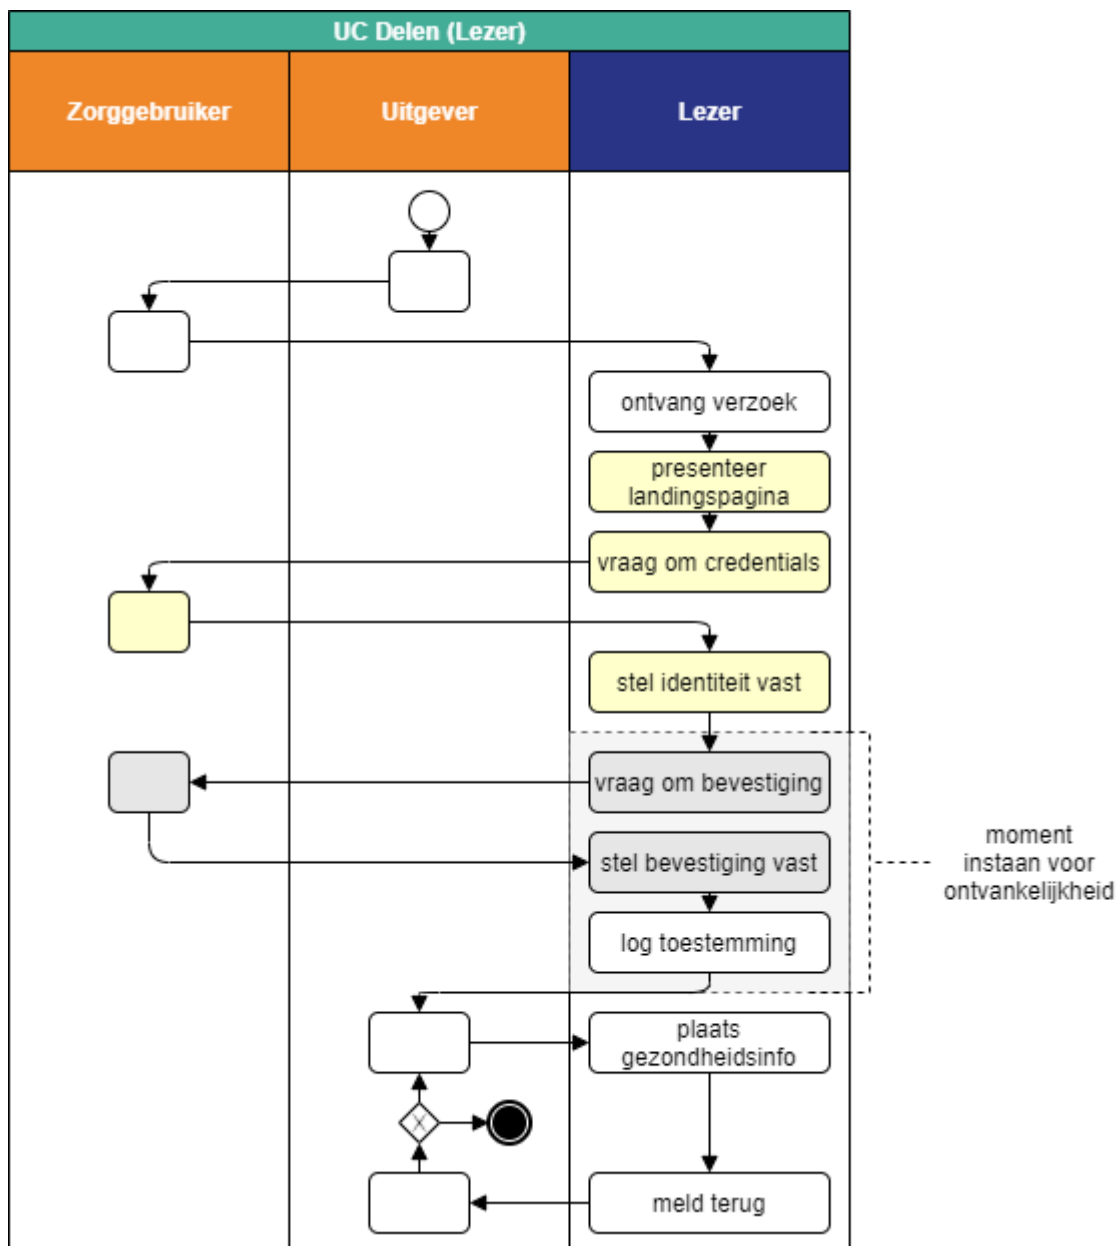 UC Delen (Lezer)
Zorggebruiker
Uitgever
Lezer
ontvang verzoek
presenteer
landingspagina
vraag om credentials
stel identiteit vast
vraag om bevestiging
stel bevestiging vast
log toestemming
moment
instaan voor
ontvankelijkheid
plaats
gezondheidsinfo
X
meld terug